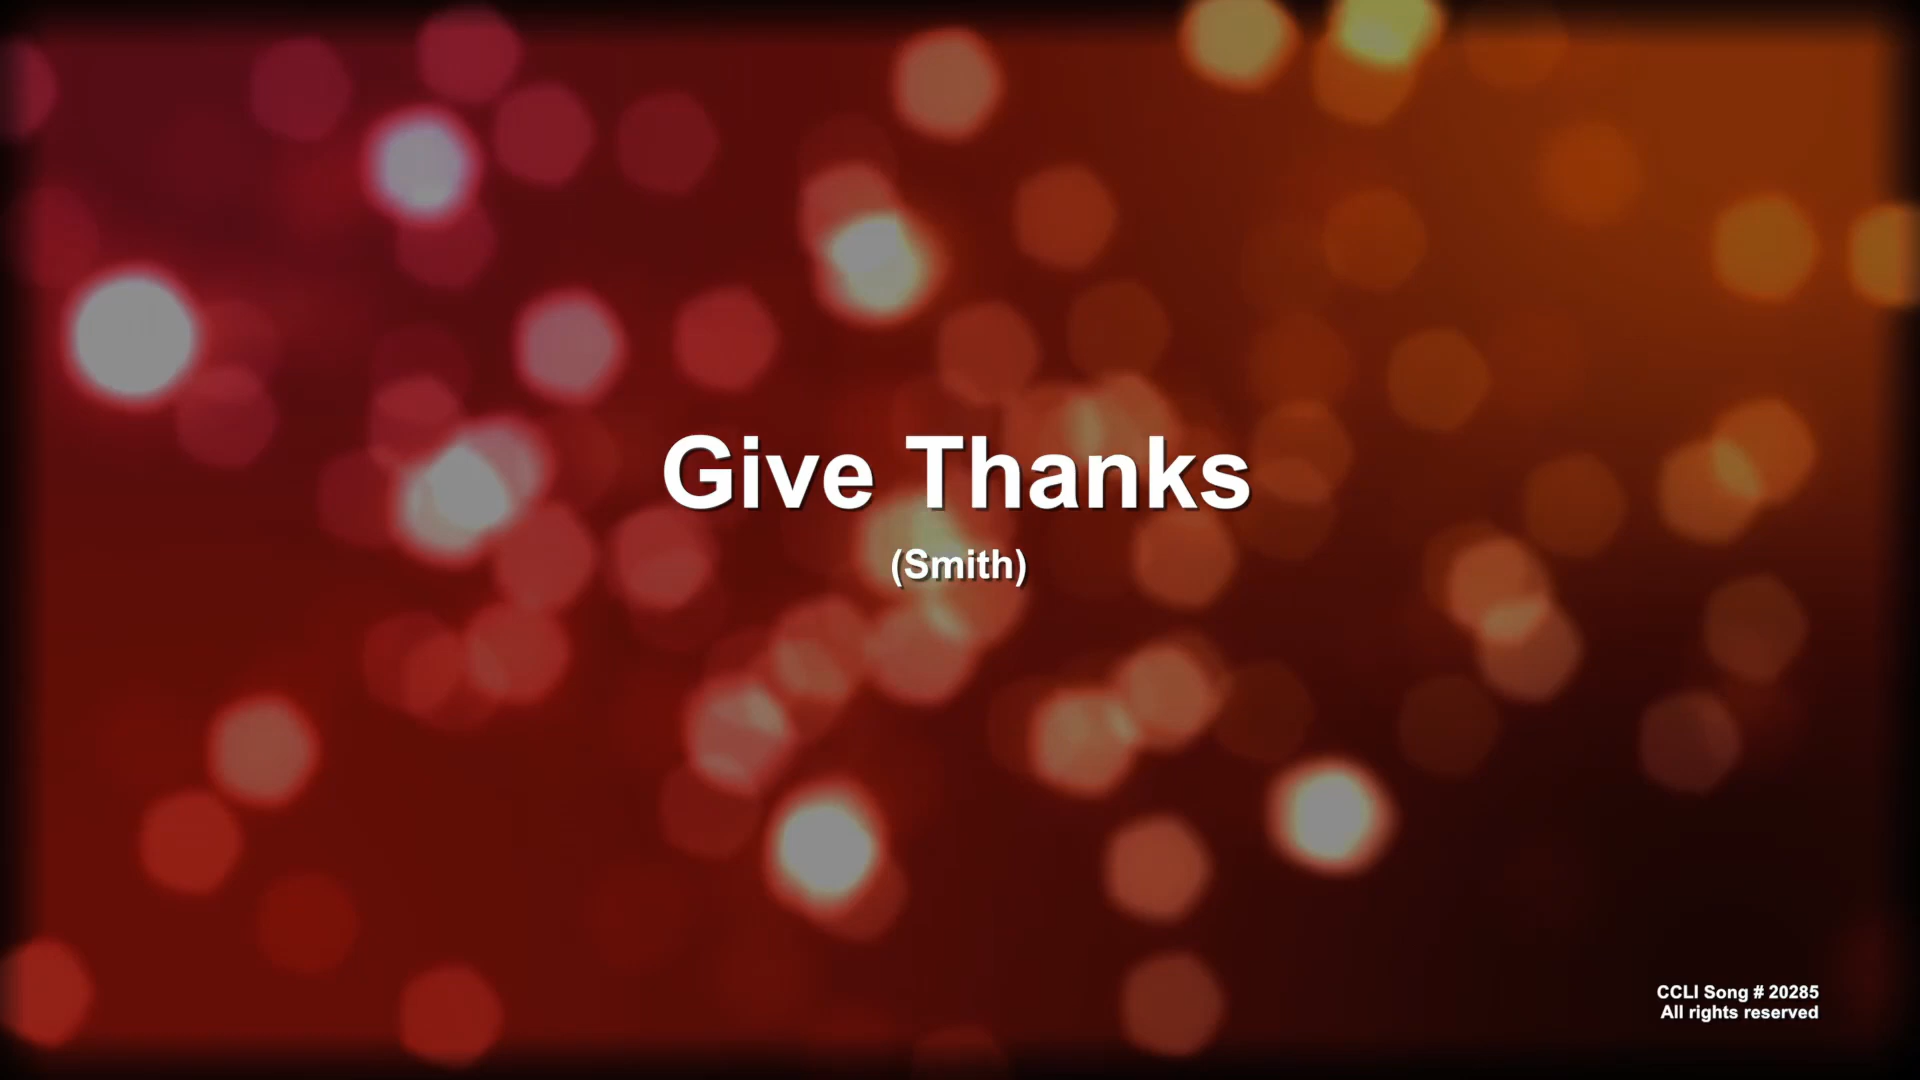 Give Thanks
(Smith)
CCLI Song # 20285
All rights reserved